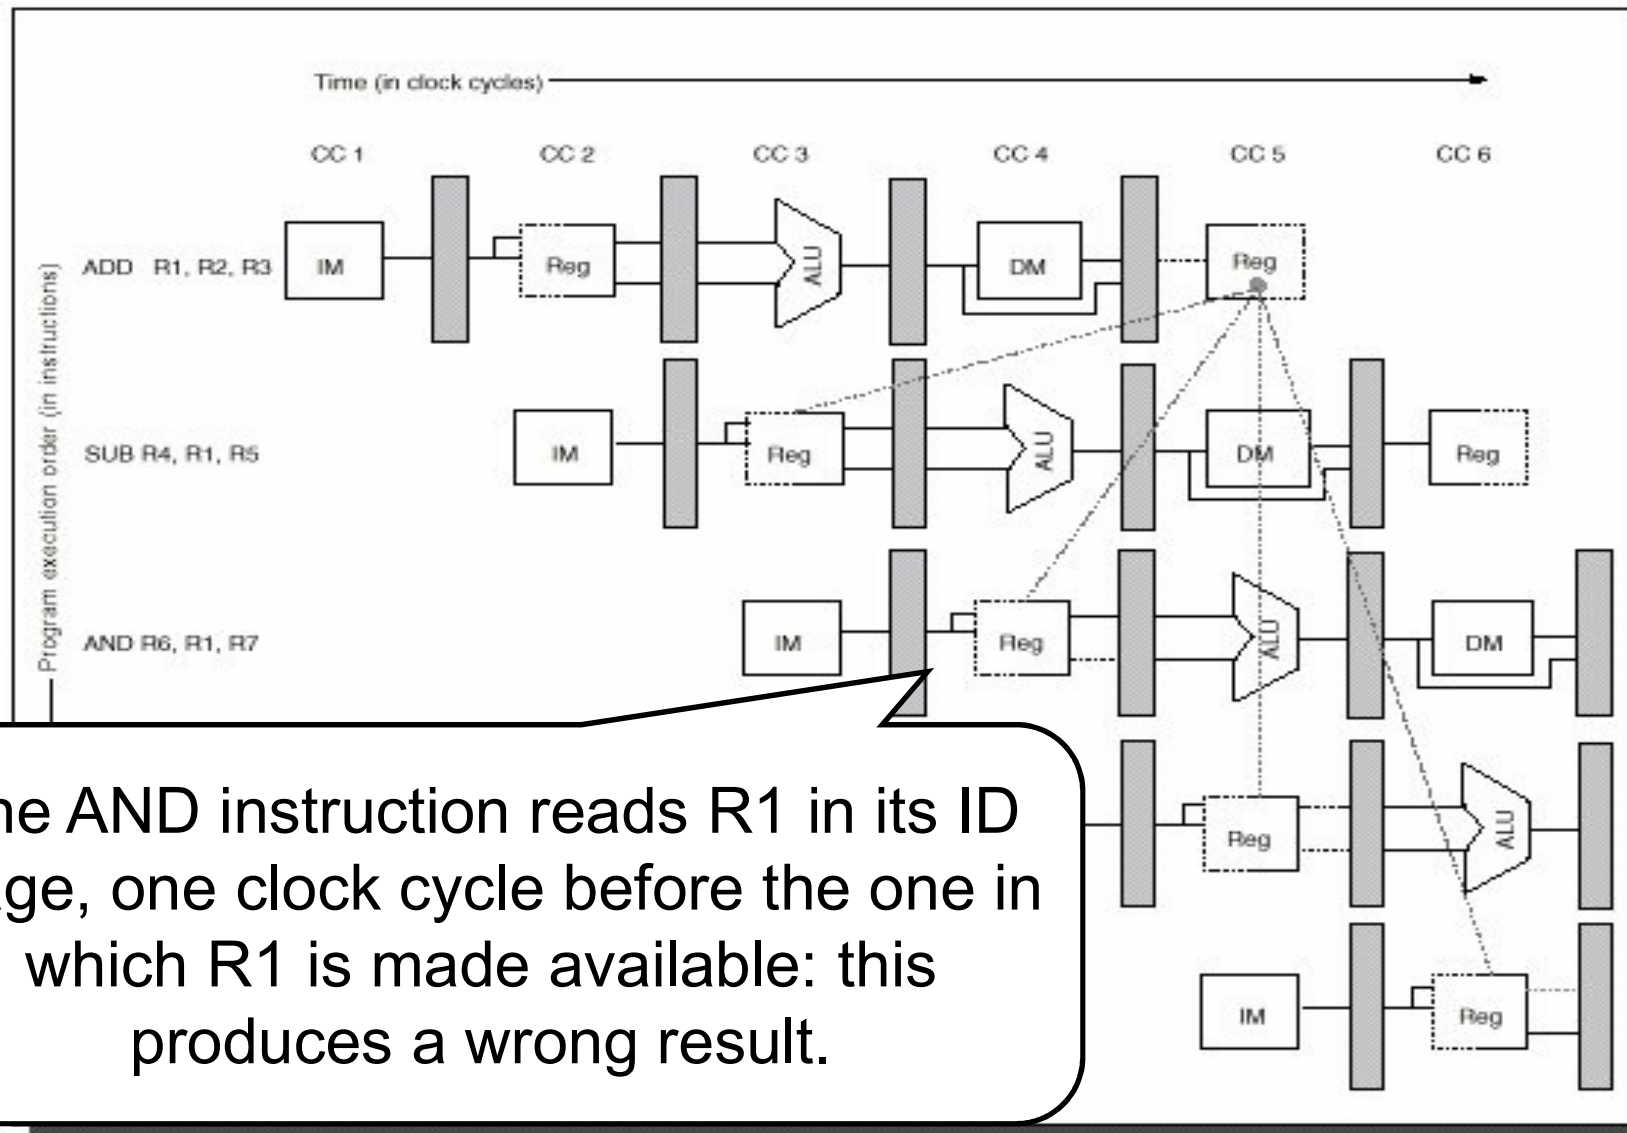 Time (in clock cycles)
CC 1 CC 2 CC 3 CC 4 CC 5 CC 6
Program execution order (in instructions)
ADD R1, R2, R3 IM Reg ALU DM Reg
SUB R4, R1, R5 IM Reg ALU DM Reg
AND R6, R1, R7 IM Reg ALU DM
Reg ALU
IM Reg
he AND instruction reads R1 in its ID
age, one clock cycle before the one in
which R1 is made available: this
produces a wrong result.